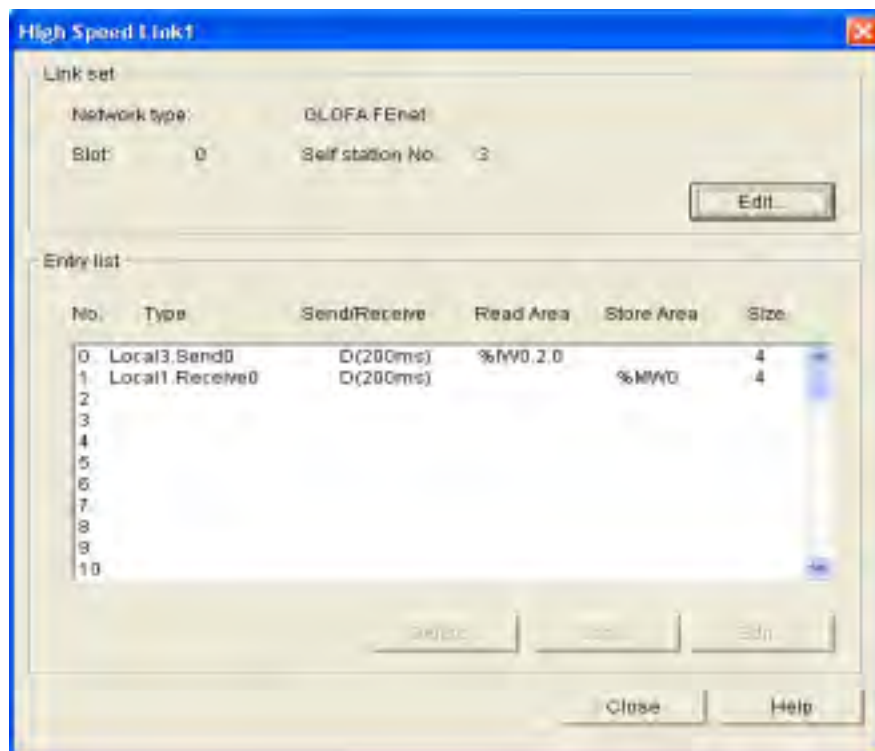 High Speed Link1
Link set
Network type: GLOFA FEnet
Slot: 0 Self station No. 3
Edit...
Entry list
No. Type Send/Receive Read Area Store Area Size
0 Local3.Send0 D(200ms) %IW0.2.0 4
1 Local1.Receive0 D(200ms) %MW0 4
2
3
4
5
6
7
8
9
10
Edit
Close Help